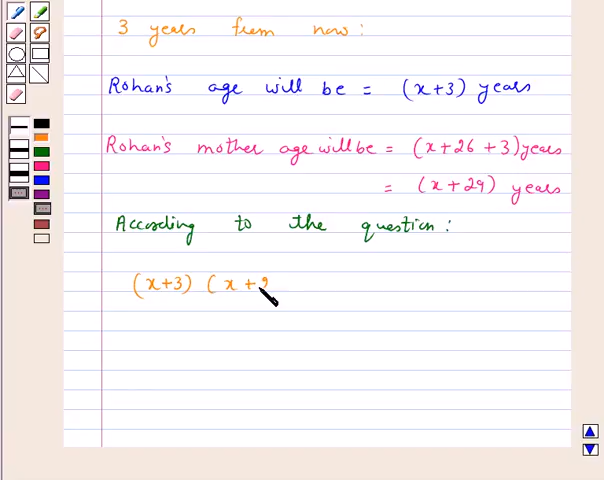 3 years from now:
Rohan's age will be = (x+3) years
Rohan's mother age will be = (x+26 +3) years
= (x+29) years
According to the question:
(x+3) (x+2